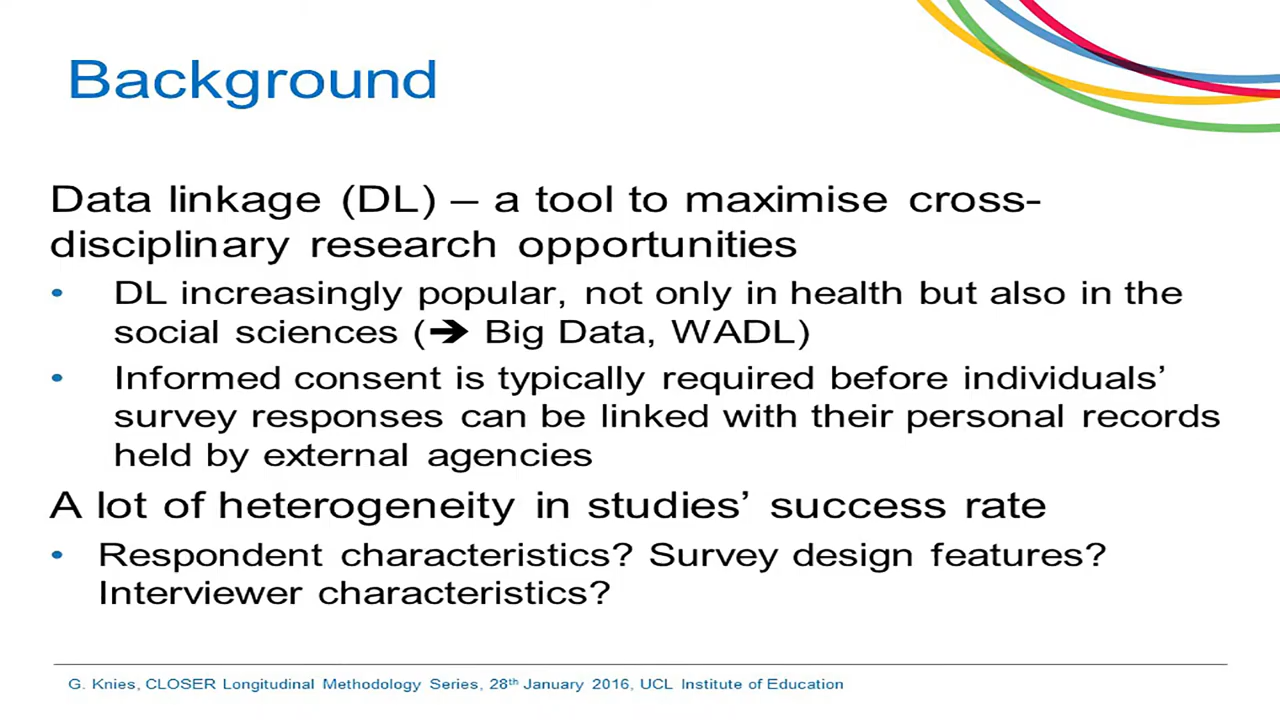 Background
Data linkage (DL) – a tool to maximise cross-
disciplinary research opportunities
• DL increasingly popular, not only in health but also in the
social sciences (➔ Big Data, WADL)
• Informed consent is typically required before individuals’
survey responses can be linked with their personal records
held by external agencies
A lot of heterogeneity in studies’ success rate
• Respondent characteristics? Survey design features?
Interviewer characteristics?
G. Knies, CLOSER Longitudinal Methodology Series, 28th January 2016, UCL Institute of Education